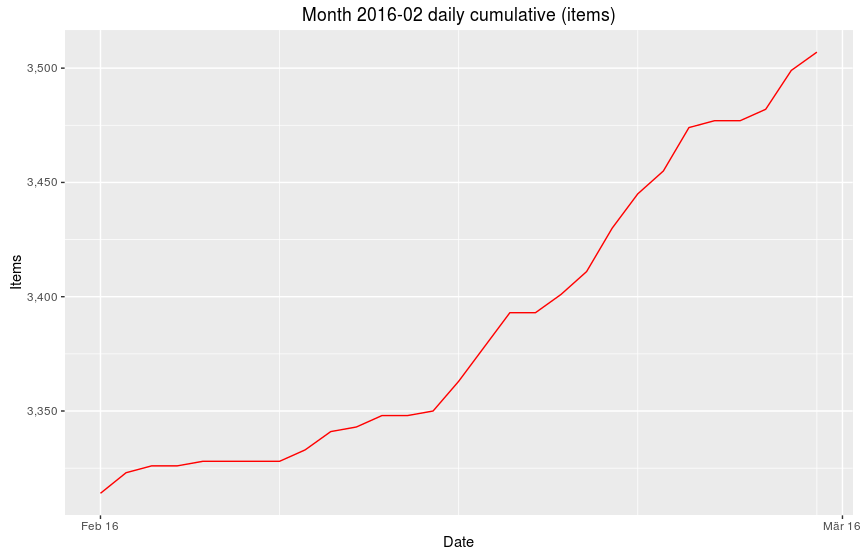 Month 2016-02 daily cumulative (items)
3,500
3,450
3,400
3,350
Items
Feb 16
Mär 16
Date